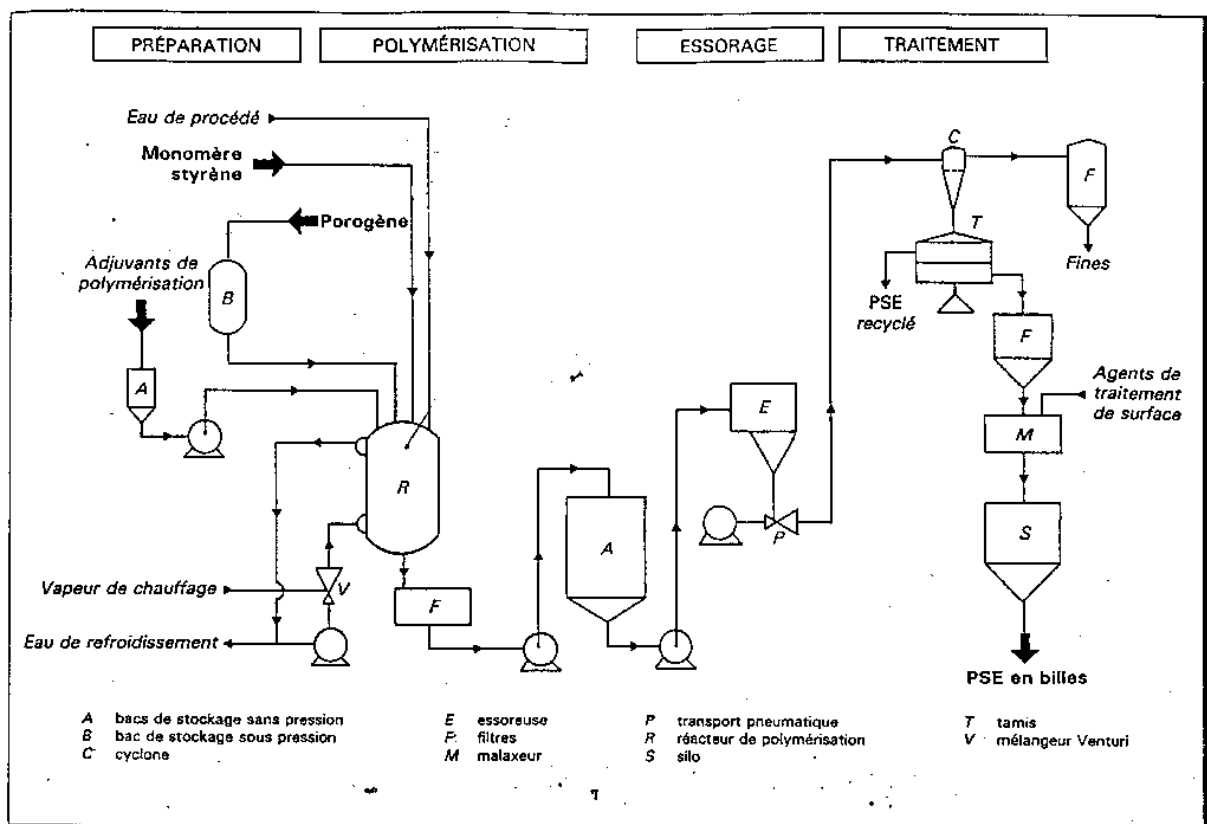 PRÉPARATION
POLYMÉRISATION
ESSORAGE
TRAITEMENT
Eau de procédé
Monomère
styrène
Porogène
Adjuvants de
polymérisation
B
A
R
Vapeur de chauffage
V
F
Eau de refroidissement
A
E
P
C
F
T
Fines
PSE
recyclé
F
Agents de
traitement
de surface
M
S
PSE en billes
A bacs de stockage sans pression
B bac de stockage sous pression
C cyclone
E essoreuse
F: filtres
M malaxeur
P transport pneumatique
R réacteur de polymérisation
S silo
T tamis
V mélangeur Venturi